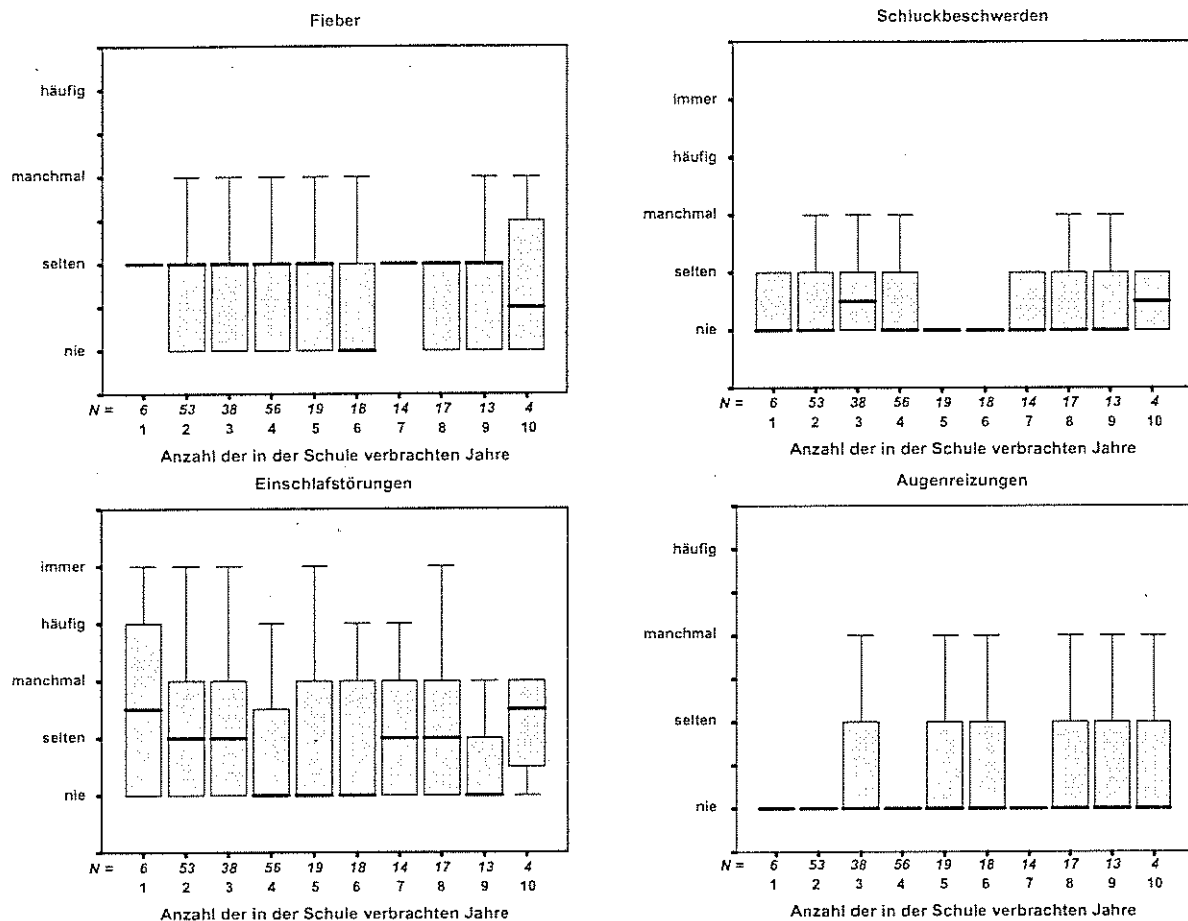 Fieber
häufig
manchmal
selten
nie
N = 6 53 38 56 19 18 14 17 13 4
1 2 3 4 5 6 7 8 9 10
Anzahl der in der Schule verbrachten Jahre
Schluckbeschwerden
immer
häufig
manchmal
selten
nie
N = 6 53 38 56 19 18 14 17 13 4
1 2 3 4 5 6 7 8 9 10
Anzahl der in der Schule verbrachten Jahre
Einschlafstörungen
immer
häufig
manchmal
selten
nie
N = 6 53 38 56 19 18 14 17 13 4
1 2 3 4 5 6 7 8 9 10
Anzahl der in der Schule verbrachten Jahre
Augenreizungen
häufig
manchmal
selten
nie
N = 6 53 38 56 19 18 14 17 13 4
1 2 3 4 5 6 7 8 9 10
Anzahl der in der Schule verbrachten Jahre